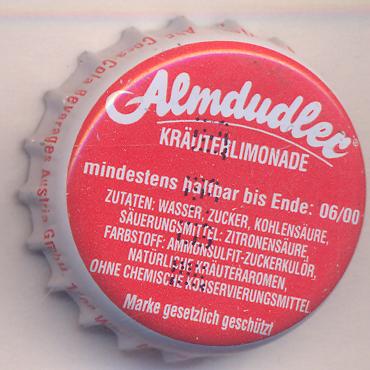 Almdudler®
KRÄUTERLIMONADE
mindestens haltbar bis Ende: 06/00
ZUTATEN: WASSER, ZUCKER, KOHLENSÄURE,
SÄUERUNGSMITTEL: ZITRONENSÄURE,
FARBSTOFF: AMMONSULFIT-ZUCKERKULÖR,
NATÜRLICHE KRÄUTERAROMEN,
OHNE CHEMISCHE KONSERVIERUNGSMITTEL
Marke gesetzlich geschützt
Coca-Cola Beverages Austria GmbH